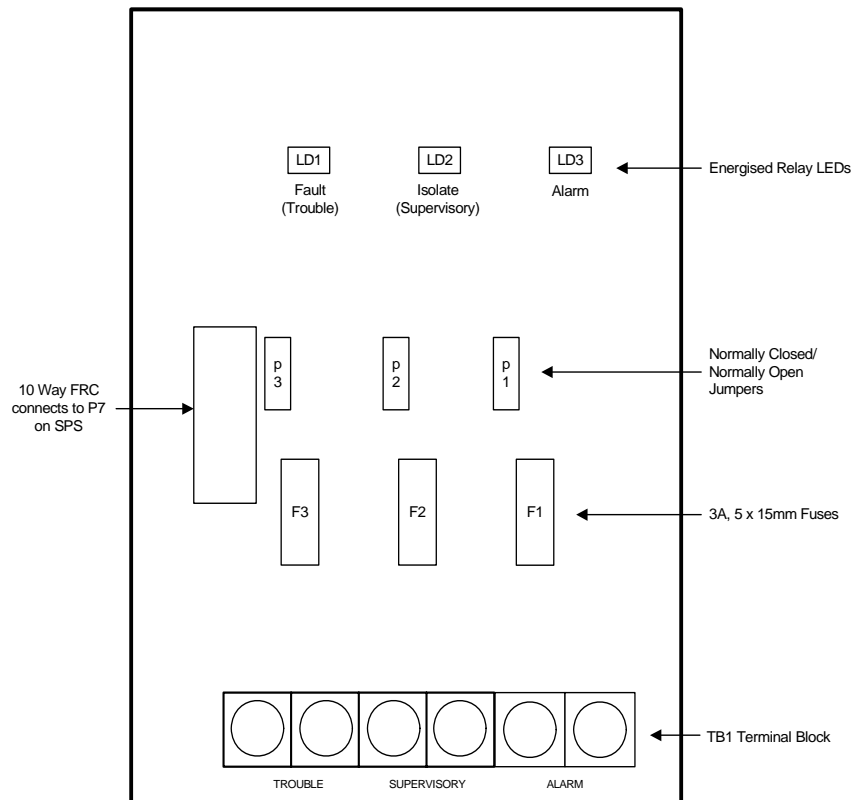 LD1
LD2
LD3
Energised Relay LEDs
Fault
(Trouble)
Isolate
(Supervisory)
Alarm
10 Way FRC
connects to P7
on SPS
p
3
p
2
p
1
Normally Closed/
Normally Open
Jumpers
F3
F2
F1
3A, 5 x 15mm Fuses
TB1 Terminal Block
TROUBLE
SUPERVISORY
ALARM